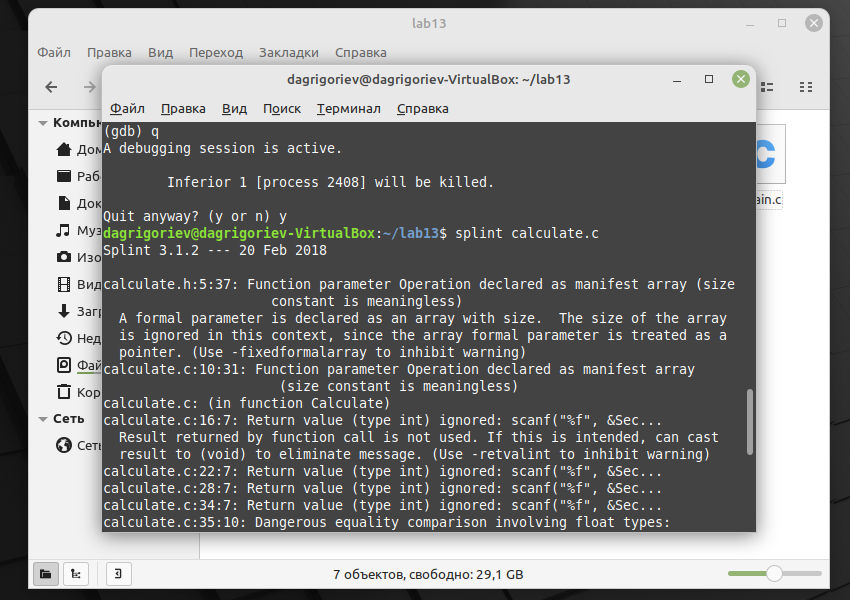 lab13
Файл Правка Вид Переход Закладки Справка
dagrigoriev@dagrigoriev-VirtualBox: ~/lab13
Файл Правка Вид Поиск Терминал Справка
(gdb) q
A debugging session is active.
Inferior 1 [process 2408] will be killed.
Quit anyway? (y or n) y
dagrigoriev@dagrigoriev-VirtualBox:~/lab13$ splint calculate.c
Splint 3.1.2 --- 20 Feb 2018
calculate.h:5:37: Function parameter Operation declared as manifest array (size
constant is meaningless)
A formal parameter is declared as an array with size.  The size of the array
is ignored in this context, since the array formal parameter is treated as a
pointer. (Use -fixedformalarray to inhibit warning)
calculate.c:10:31: Function parameter Operation declared as manifest array
(size constant is meaningless)
calculate.c: (in function Calculate)
calculate.c:16:7: Return value (type int) ignored: scanf("%f", &Sec...
Result returned by function call is not used. If this is intended, can cast
result to (void) to eliminate message. (Use -retvalint to inhibit warning)
calculate.c:22:7: Return value (type int) ignored: scanf("%f", &Sec...
calculate.c:28:7: Return value (type int) ignored: scanf("%f", &Sec...
calculate.c:34:7: Return value (type int) ignored: scanf("%f", &Sec...
calculate.c:35:10: Dangerous equality comparison involving float types:
Компь
До
Раб
Док
Муз
Изо
Вид
Загр
Нед
Фай
Кор
Сеть
Сет
C
ain.c
7 объектов, свободно: 29,1 GB